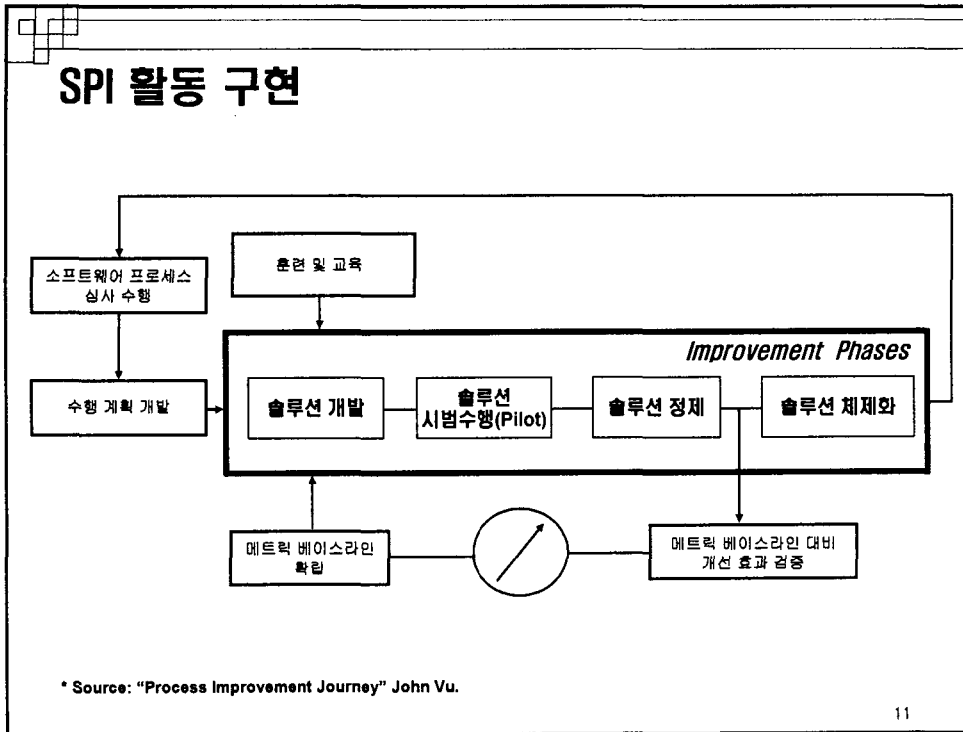 SPI 활동 구현
소프트웨어 프로세스
심사 수행
훈련 및 교육
Improvement Phases
수행 계획 개발
솔루션 개발
솔루션
시범수행(Pilot)
솔루션 정제
솔루션 체제화
메트릭 베이스라인
확립
메트릭 베이스라인 대비
개선 효과 검증
* Source: “Process Improvement Journey” John Vu.
11